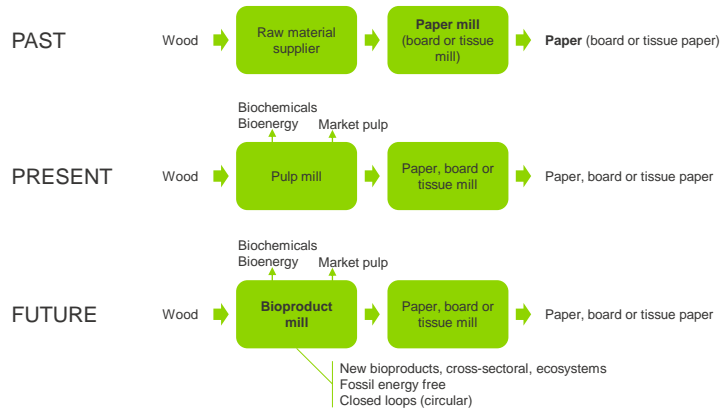 PAST
Wood
Raw material
supplier
Paper mill
(board or tissue
mill)
Paper (board or tissue paper)
Biochemicals
Bioenergy
Market pulp
PRESENT
Wood
Pulp mill
Paper, board or
tissue mill
Paper, board or tissue paper
Biochemicals
Bioenergy
Market pulp
FUTURE
Wood
Bioproduct
mill
Paper, board or
tissue mill
Paper, board or tissue paper
New bioproducts, cross-sectoral, ecosystems
Fossil energy free
Closed loops (circular)